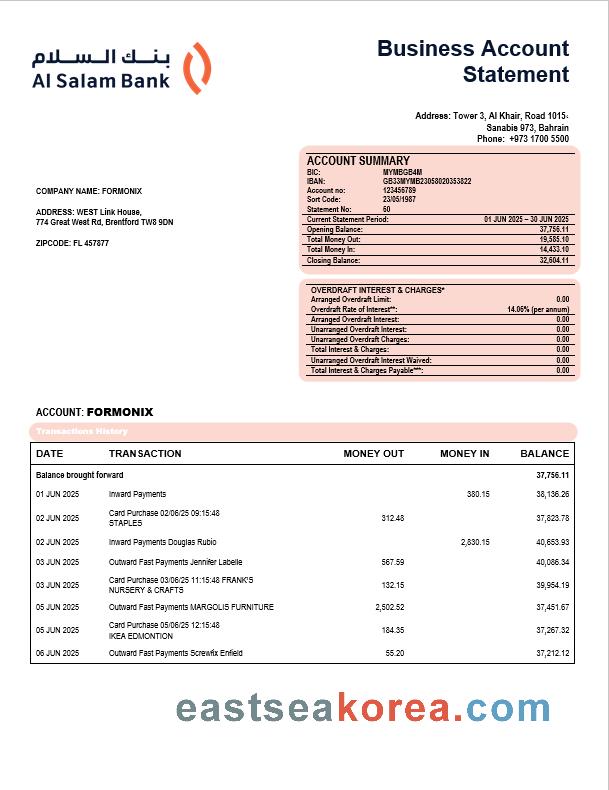 بنك السلام
Al Salam Bank
Business Account
Statement
Address: Tower 3, Al Khair, Road 1015-
Sanabis 973, Bahrain
Phone: +973 1700 5500
COMPANY NAME: FORMONIX
ADDRESS: WEST Link House,
774 Great West Rd, Brentford TW8 9DN
ZIPCODE: FL 457877
ACCOUNT SUMMARY
BIC: MYMBGB4M
IBAN: GB33MYMB23058020353822
Account no: 123456789
Sort Code: 23/05/1987
Statement No: 60
Current Statement Period: 01 JUN 2025 – 30 JUN 2025
Opening Balance: 37,756.11
Total Money Out: 19,585.10
Total Money In: 14,433.10
Closing Balance: 32,604.11
OVERDRAFT INTEREST & CHARGES*
Arranged Overdraft Limit: 0.00
Overdraft Rate of Interest**: 14.06% (per annum)
Arranged Overdraft Interest: 0.00
Unarranged Overdraft Interest: 0.00
Unarranged Overdraft Charges: 0.00
Total Interest & Charges: 0.00
Unarranged Overdraft Interest Waived: 0.00
Total Interest & Charges Payable***: 0.00
ACCOUNT: FORMONIX
Transactions History
DATE TRANSACTION MONEY OUT MONEY IN BALANCE
Balance brought forward 37,756.11
01 JUN 2025 Inward Payments 380.15 38,136.26
02 JUN 2025 Card Purchase 02/06/25 09:15:48 312.48 37,823.78
STAPLES
02 JUN 2025 Inward Payments Douglas Rubio 2,830.15 40,653.93
03 JUN 2025 Outward Fast Payments Jennifer Labelle 567.59 40,086.34
03 JUN 2025 Card Purchase 03/06/25 11:15:48 FRANK'S 132.15 39,954.19
NURSERY & CRAFTS
05 JUN 2025 Outward Fast Payments MARGOLIS FURNITURE 2,502.52 37,451.67
05 JUN 2025 Card Purchase 05/06/25 12:15:48 184.35 37,267.32
IKEA EDMONTION
06 JUN 2025 Outward Fast Payments Screwfix Enfield 55.20 37,212.12
eastseakorea.com